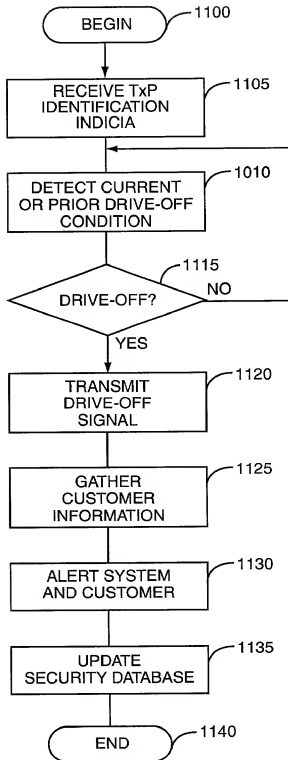 BEGIN
1100
RECEIVE TxP
IDENTIFICATION
INDICIA
1105
DETECT CURRENT
OR PRIOR DRIVE-OFF
CONDITION
1010
DRIVE-OFF?
1115
NO
YES
TRANSMIT
DRIVE-OFF
SIGNAL
1120
GATHER
CUSTOMER
INFORMATION
1125
ALERT SYSTEM
AND CUSTOMER
1130
UPDATE
SECURITY DATABASE
1135
END
1140